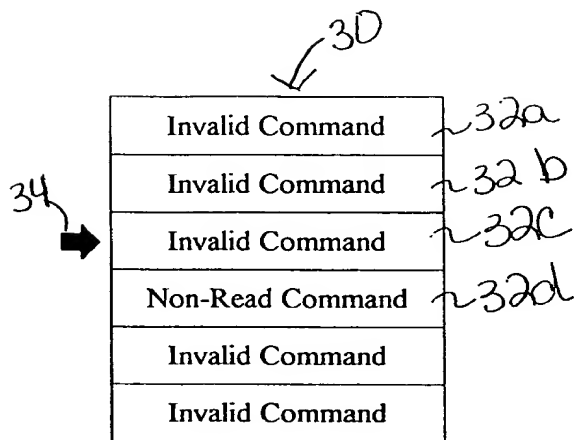 30
Invalid Command 32a
Invalid Command 32b
34 Invalid Command 32c
Non-Read Command 32d
Invalid Command
Invalid Command